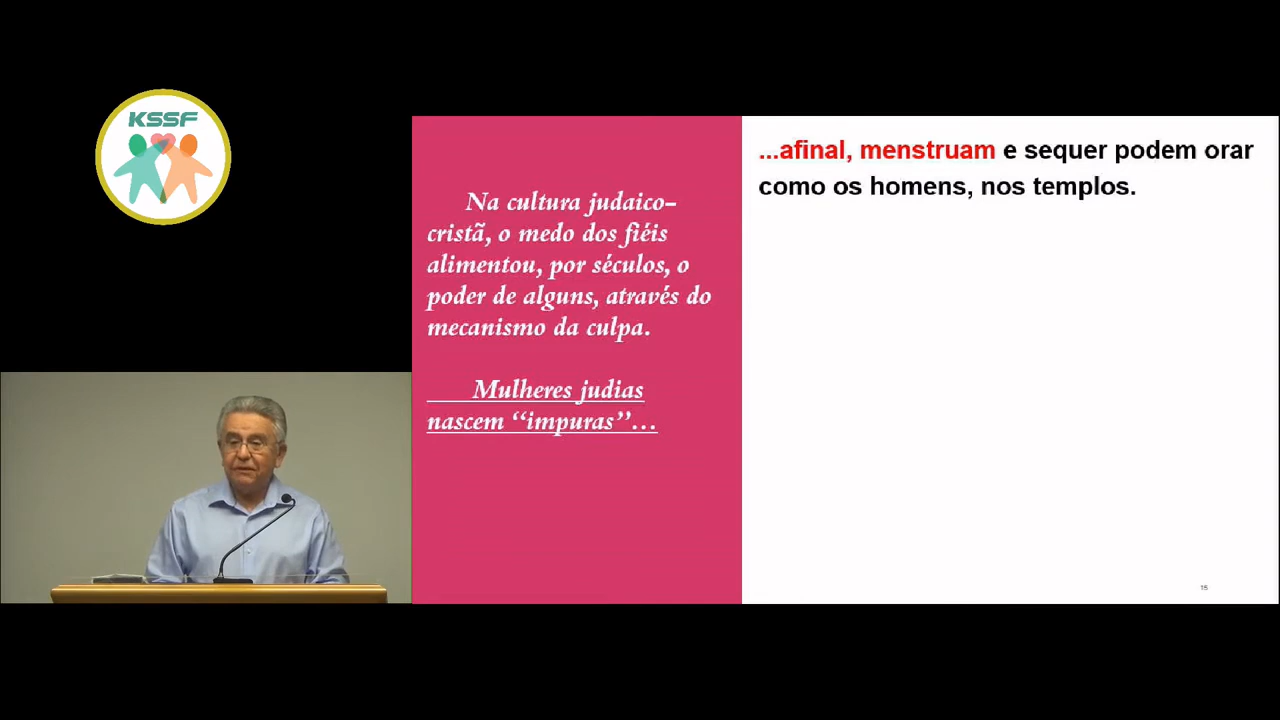 KSSF
Na cultura judaico-
cristã, o medo dos fiéis
alimentou, por séculos, o
poder de alguns, através do
mecanismo da culpa.
Mulheres judias
nascem “impuras”...
...afinal, menstruam e sequer podem orar
como os homens, nos templos.
15